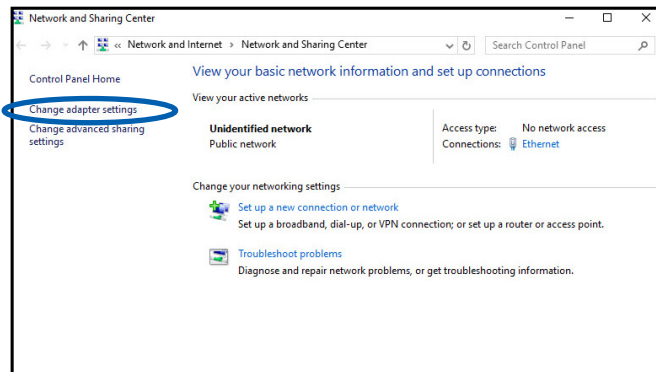 Network and Sharing Center
« Network and Internet › Network and Sharing Center
Search Control Panel
Control Panel Home
Change adapter settings
Change advanced sharing
settings
View your basic network information and set up connections
View your active networks
Unidentified network
Public network
Access type: No network access
Connections: Ethernet
Change your networking settings
Set up a new connection or network
Set up a broadband, dial-up, or VPN connection; or set up a router or access point.
Troubleshoot problems
Diagnose and repair network problems, or get troubleshooting information.